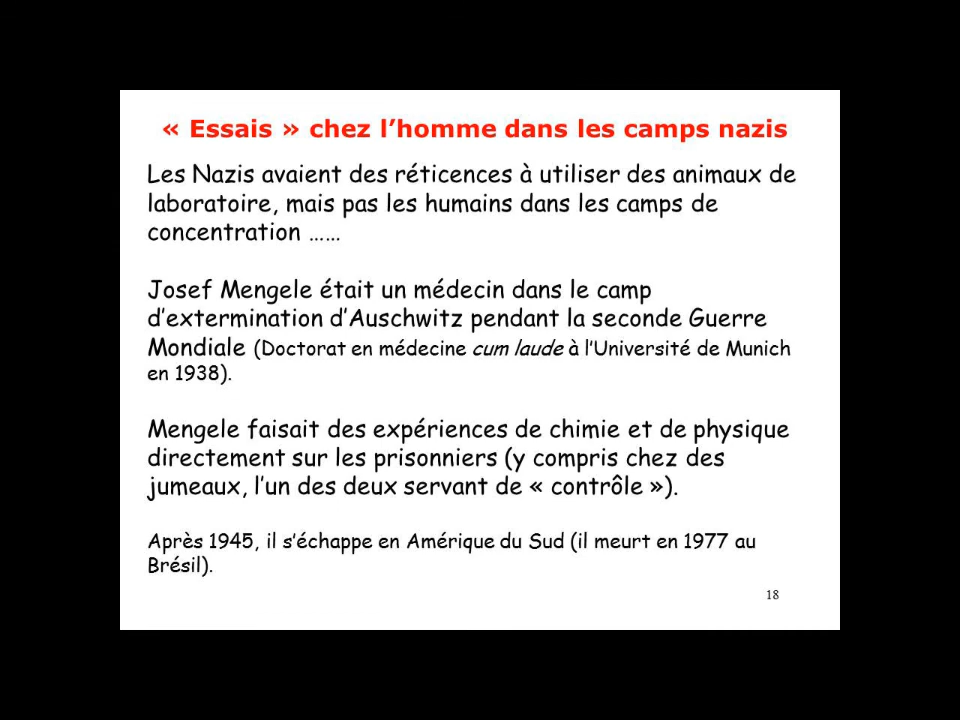 « Essais » chez l’homme dans les camps nazis
Les Nazis avaient des réticences à utiliser des animaux de
laboratoire, mais pas les humains dans les camps de
concentration ……
Josef Mengele était un médecin dans le camp
d’extermination d’Auschwitz pendant la seconde Guerre
Mondiale (Doctorat en médecine cum laude à l’Université de Munich
en 1938).
Mengele faisait des expériences de chimie et de physique
directement sur les prisonniers (y compris chez des
jumeaux, l’un des deux servant de « contrôle »).
Après 1945, il s’échappe en Amérique du Sud (il meurt en 1977 au
Brésil).
18